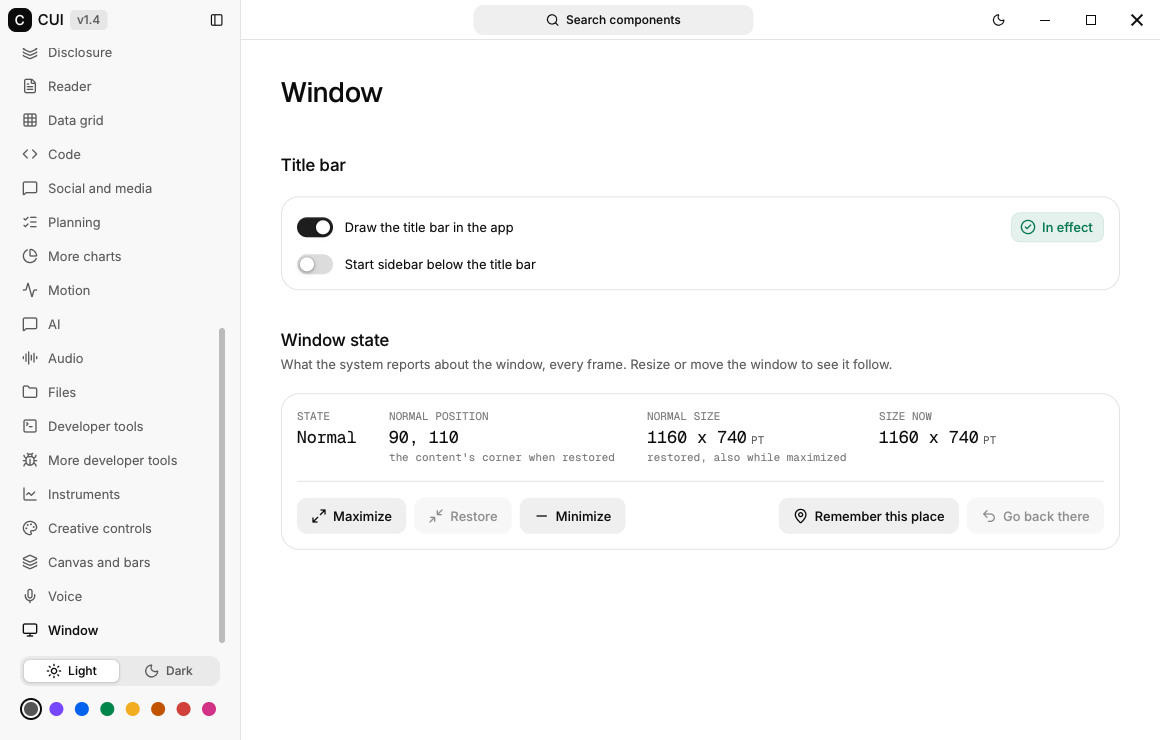 C CUI v1.4
Search components
Disclosure
Reader
Data grid
Code
Social and media
Planning
More charts
Motion
AI
Audio
Files
Developer tools
More developer tools
Instruments
Creative controls
Canvas and bars
Voice
Window
Light Dark
Window
Title bar
Draw the title bar in the app
In effect
Start sidebar below the title bar
Window state
What the system reports about the window, every frame. Resize or move the window to see it follow.
STATE NORMAL POSITION NORMAL SIZE SIZE NOW
Normal 90, 110 1160 x 740 PT 1160 x 740 PT
the content's corner when restored restored, also while maximized
Maximize Restore Minimize Remember this place Go back there